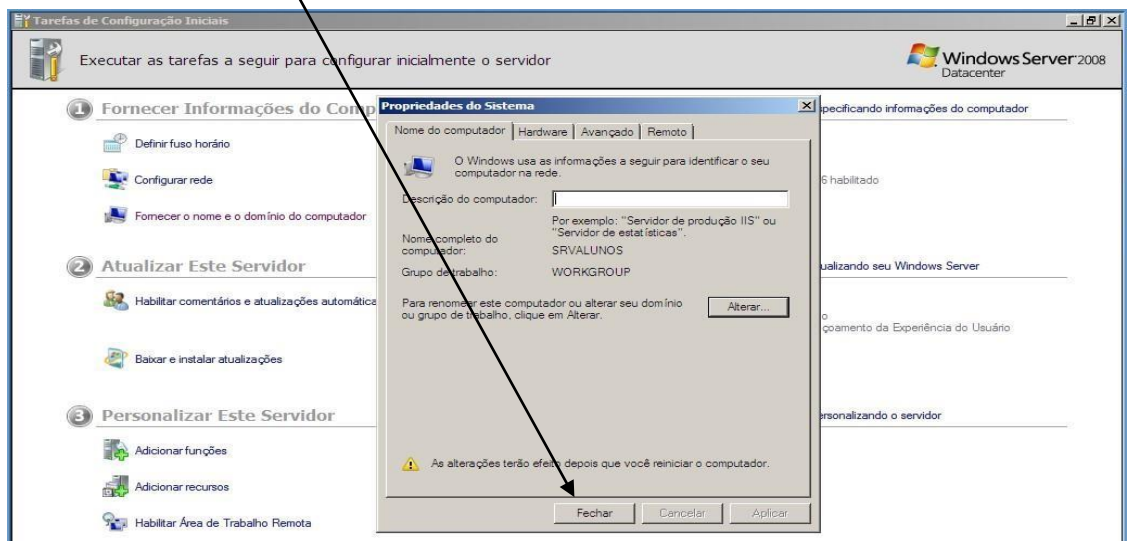 Tarefas de Configuração Iniciais
Executar as tarefas a seguir para configurar inicialmente o servidor
Windows Server 2008
Datacenter
1 Fornecer Informações do Comp
Definir fuso horário
Configurar rede
Fornecer o nome e o domínio do computador
2 Atualizar Este Servidor
Habilitar comentários e atualizações automática
Baixar e instalar atualizações
3 Personalizar Este Servidor
Adicionar funções
Adicionar recursos
Habilitar Área de Trabalho Remota
Propriedades do Sistema
Nome do computador Hardware Avançado Remoto
O Windows usa as informações a seguir para identificar o seu
computador na rede.
Descrição do computador:
Por exemplo: "Servidor de produção IIS" ou
"Servidor de estatísticas".
Nome completo do
computador: SRVALUNOS
Grupo de trabalho: WORKGROUP
Para renomear este computador ou alterar seu domínio
ou grupo de trabalho, clique em Alterar.
Alterar...
As alterações terão efeito depois que você reiniciar o computador.
Fechar Cancelar Aplicar
specificando informações do computador
6 habilitado
ualizando seu Windows Server
o
çoamento da Experiência do Usuário
ersonalizando o servidor